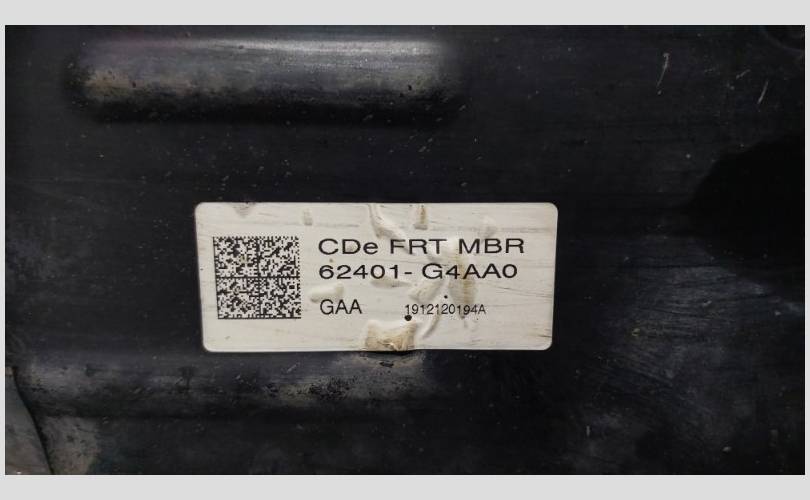 CDe FRT MBR
62401- G4AA0
GAA 1912120194A